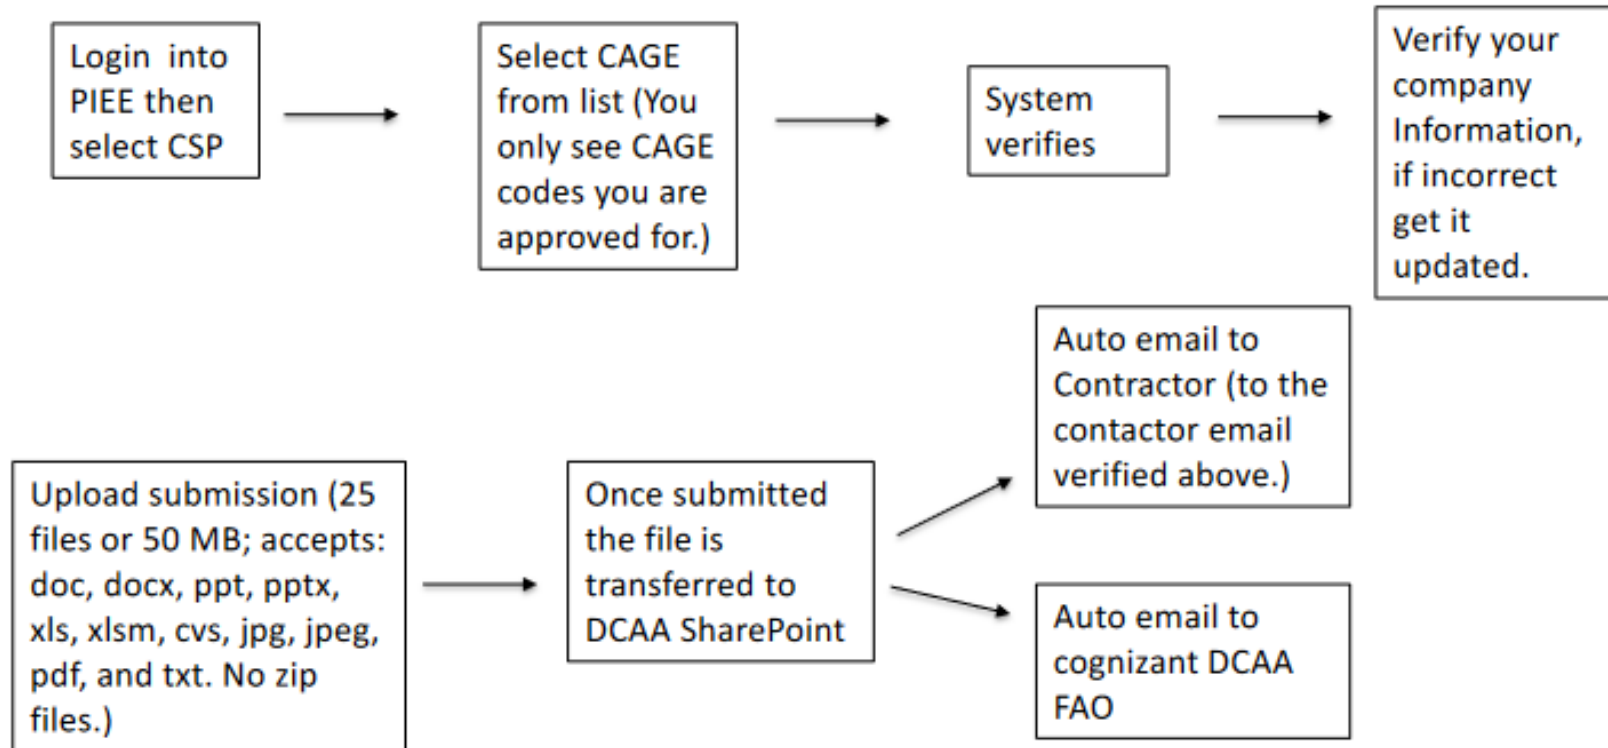 Login into
PIEE then
select CSP
Select CAGE
from list (You
only see CAGE
codes you are
approved for.)
System
verifies
Verify your
company
Information,
if incorrect
get it
updated.
Upload submission (25
files or 50 MB; accepts:
doc, docx, ppt, pptx,
xls, xlsm, cvs, jpg, jpeg,
pdf, and txt. No zip
files.)
Once submitted
the file is
transferred to
DCAA SharePoint
Auto email to
Contractor (to the
contactor email
verified above.)
Auto email to
cognizant DCAA
FAO